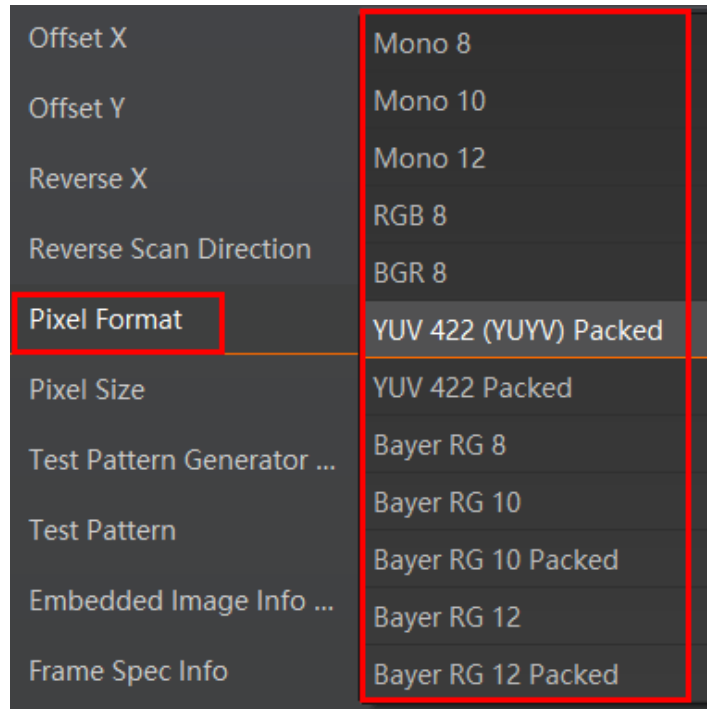 Offset X
Offset Y
Reverse X
Reverse Scan Direction
Pixel Format
Pixel Size
Test Pattern Generator ...
Test Pattern
Embedded Image Info ...
Frame Spec Info
Mono 8
Mono 10
Mono 12
RGB 8
BGR 8
YUV 422 (YUYV) Packed
YUV 422 Packed
Bayer RG 8
Bayer RG 10
Bayer RG 10 Packed
Bayer RG 12
Bayer RG 12 Packed